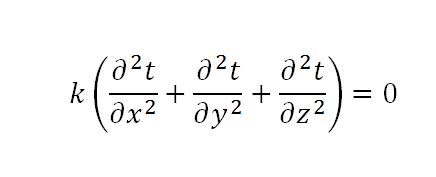 k(∂²t/∂x² + ∂²t/∂y² + ∂²t/∂z²) = 0